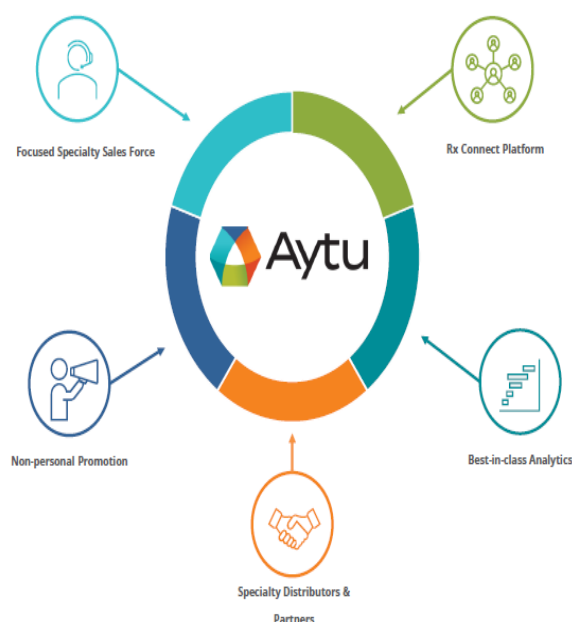 Focused Specialty Sales Force
Rx Connect Platform
Aytu
Non-personal Promotion
Best-in-class Analytics
Specialty Distributors &
Partners